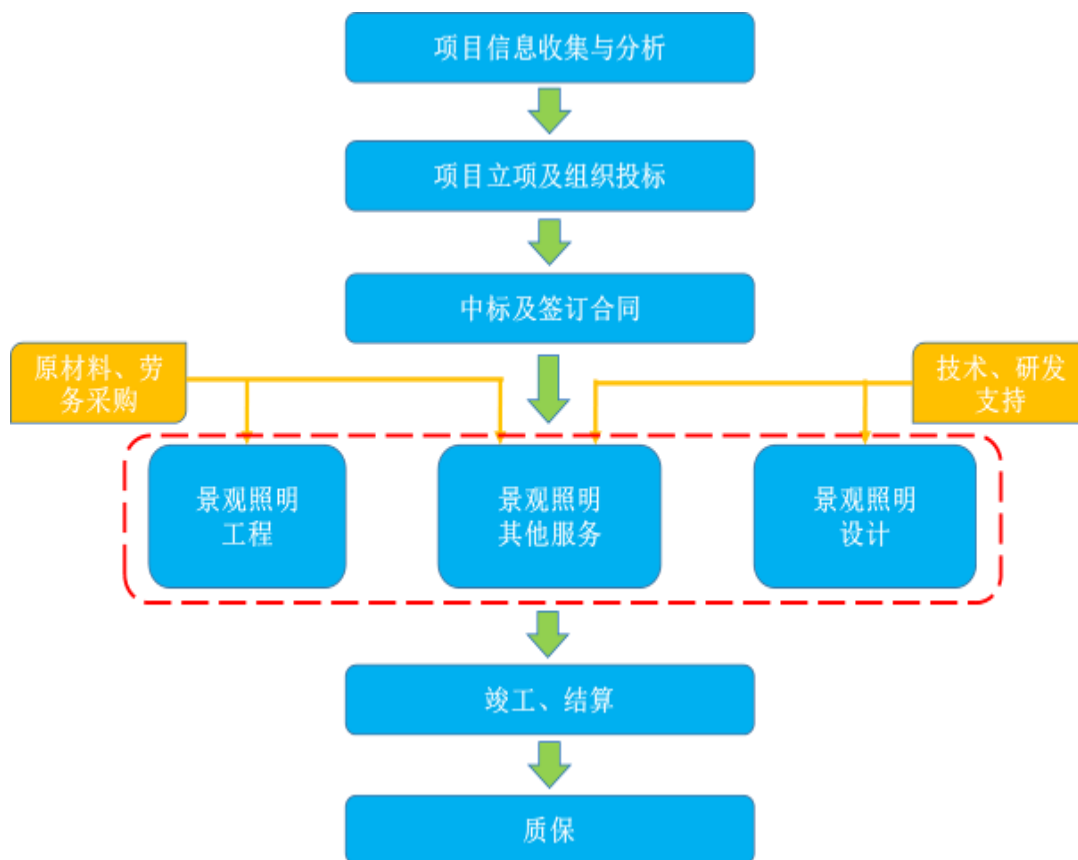 项目信息收集与分析
项目立项及组织投标
中标及签订合同
原材料、劳
务采购
技术、研发
支持
景观照明
工程
景观照明
其他服务
景观照明
设计
竣工、结算
质保